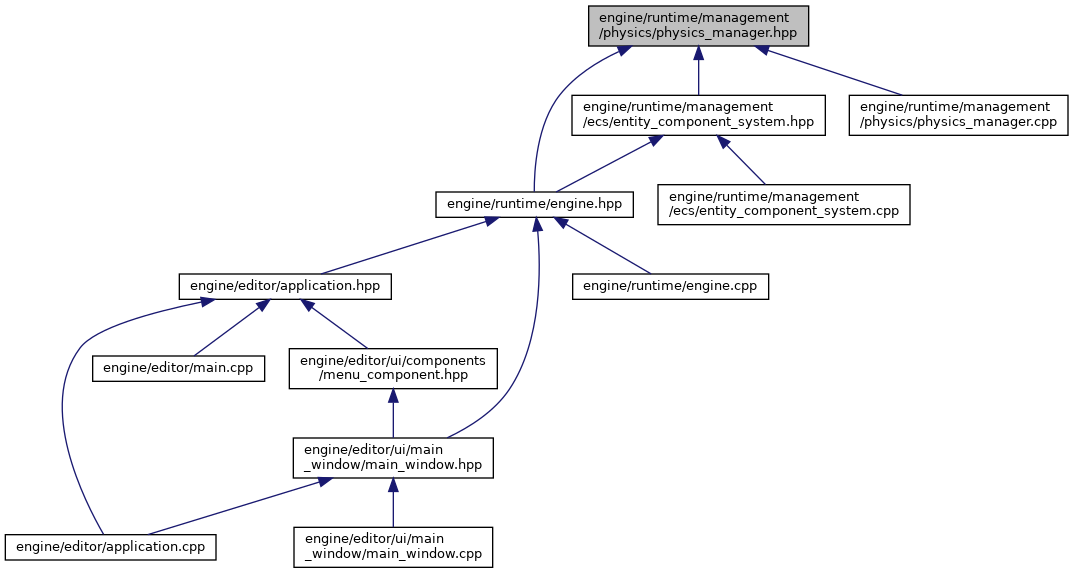 engine/runtime/management
/physics/physics_manager.hpp
engine/runtime/management
/ecs/entity_component_system.hpp
engine/runtime/management
/physics/physics_manager.cpp
engine/runtime/engine.hpp
engine/runtime/management
/ecs/entity_component_system.cpp
engine/editor/application.hpp
engine/runtime/engine.cpp
engine/editor/main.cpp
engine/editor/ui/components
/menu_component.hpp
engine/editor/ui/main
_window/main_window.hpp
engine/editor/application.cpp
engine/editor/ui/main
_window/main_window.cpp